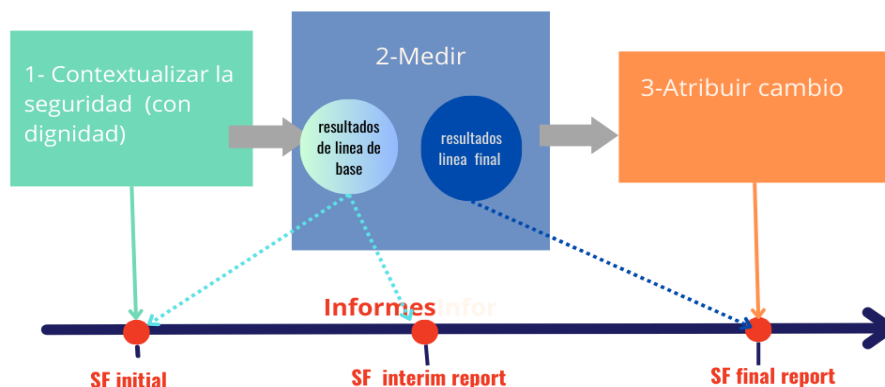 1- Contextualizar la
seguridad (con
dignidad)
2-Medir
resultados
de linea de
base
resultados
linea final
3-Atribuir cambio
Informes Infor
SF initial
SF interim report
SF final report